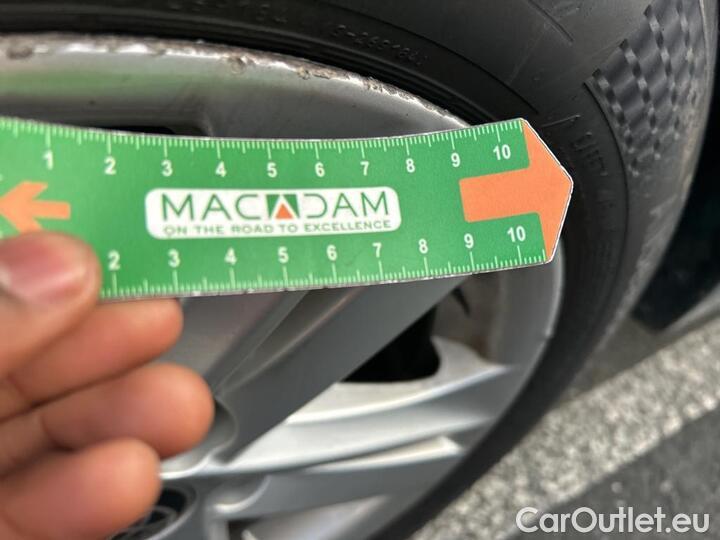 1 2 3 4 5 6 7 8 9 10
MACADAM
ON THE ROAD TO EXCELLENCE
2 3 4 5 6 7 8 9 10
CarOutlet.eu